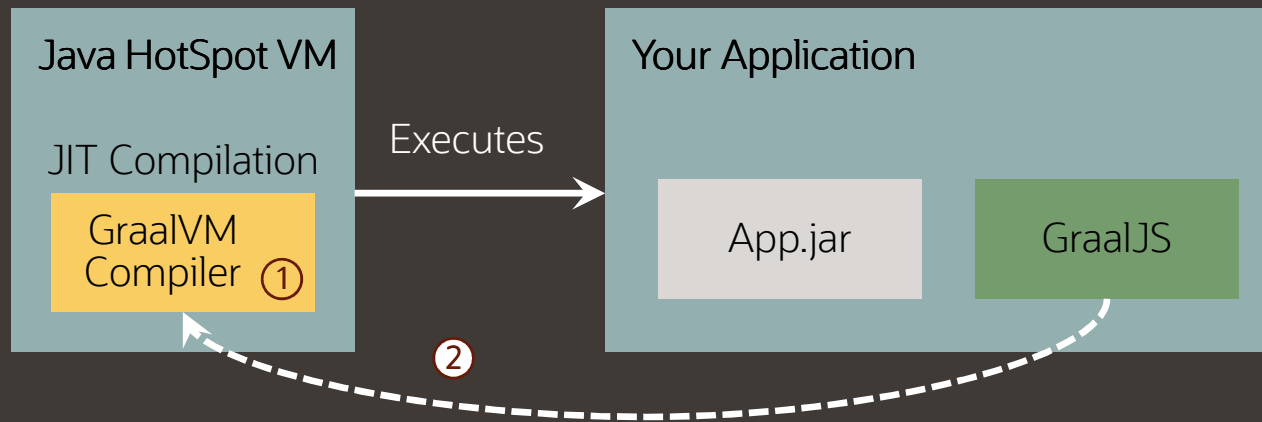 Java HotSpot VM
JIT Compilation
GraalVM
Compiler
1
Executes
Your Application
App.jar
GraalJS
2